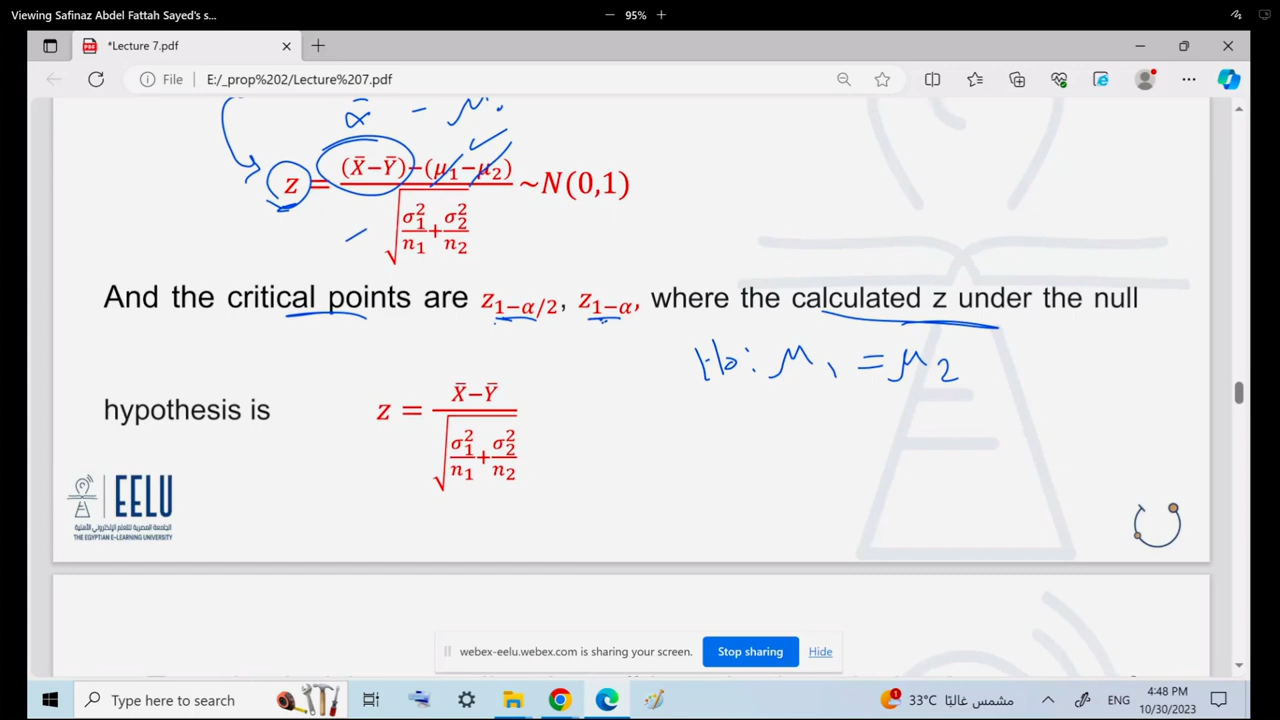 Viewing Safinaz Abdel Fattah Sayed's s...
95%
*Lecture 7.pdf
File E:/_prop%202/Lecture%207.pdf
x̄ - μ
z = (X̄−Ȳ)−(μ₁−μ₂) / √(σ₁²/n₁ + σ₂²/n₂) ~N(0,1)
And the critical points are z₁₋α/₂, z₁₋α, where the calculated z under the null
Ho: μ₁ = μ₂
hypothesis is z = X̄−Ȳ / √(σ₁²/n₁ + σ₂²/n₂)
EELU
الجامعة المصرية للتعلم الإلكتروني الأهلية
THE EGYPTIAN E-LEARNING UNIVERSITY
webex-eelu.webex.com is sharing your screen. Stop sharing Hide
Type here to search
1
33°C مشمس غالبًا
ENG
4:48 PM
10/30/2023